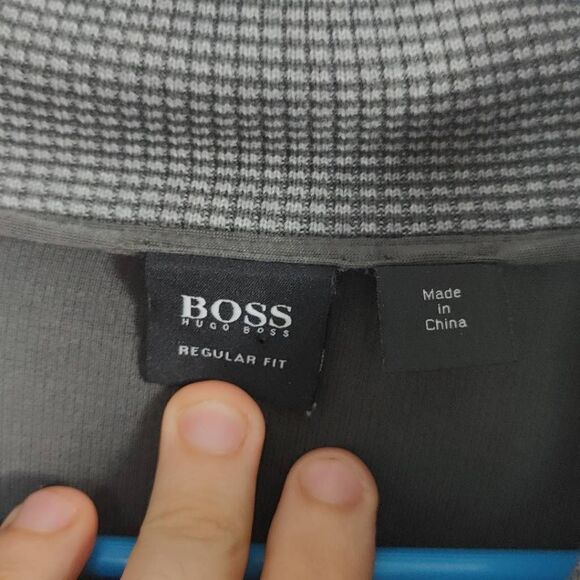 BOSS
HUGO BOSS
REGULAR FIT
Made
in
China